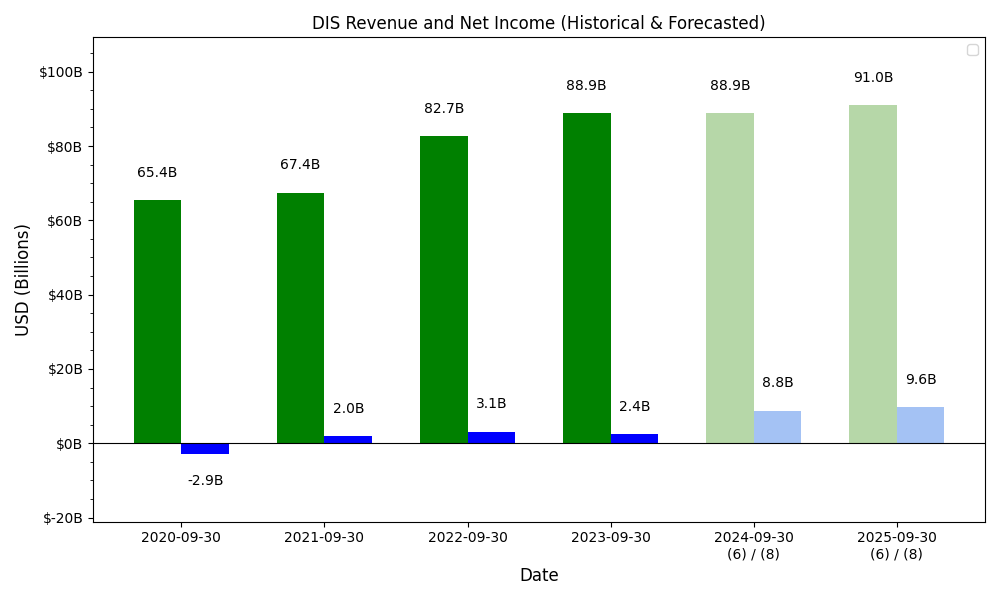 DIS Revenue and Net Income (Historical & Forecasted)
USD (Billions)
$100B
$80B
$60B
$40B
$20B
$0B
$-20B
65.4B
-2.9B
67.4B
2.0B
82.7B
3.1B
88.9B
2.4B
88.9B
8.8B
91.0B
9.6B
2020-09-30
2021-09-30
2022-09-30
2023-09-30
2024-09-30
(6) / (8)
2025-09-30
(6) / (8)
Date